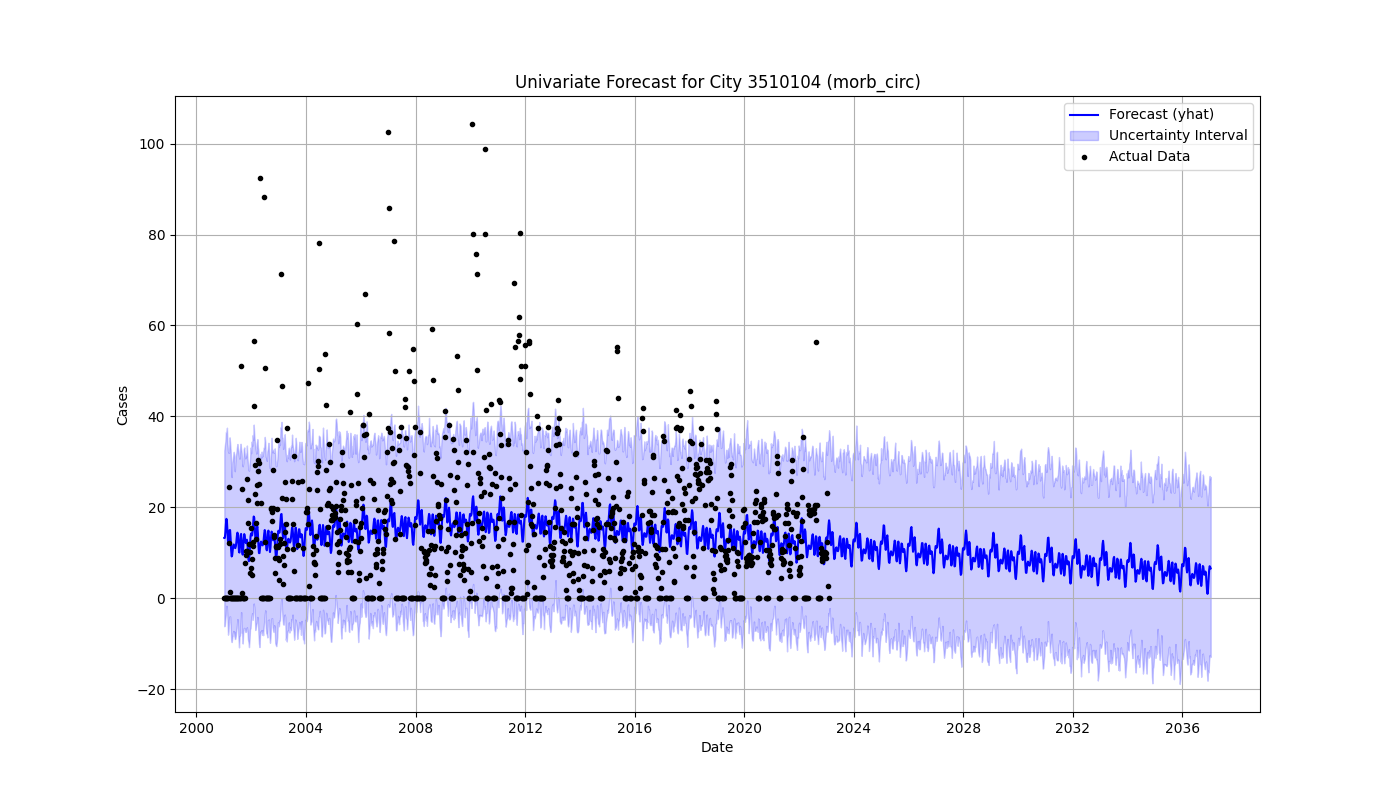 Univariate Forecast for City 3510104 (morb_circ)
Forecast (yhat)
Uncertainty Interval
Actual Data
Cases
100
80
60
40
20
0
−20
2000 2004 2008 2012 2016 2020 2024 2028 2032 2036
Date